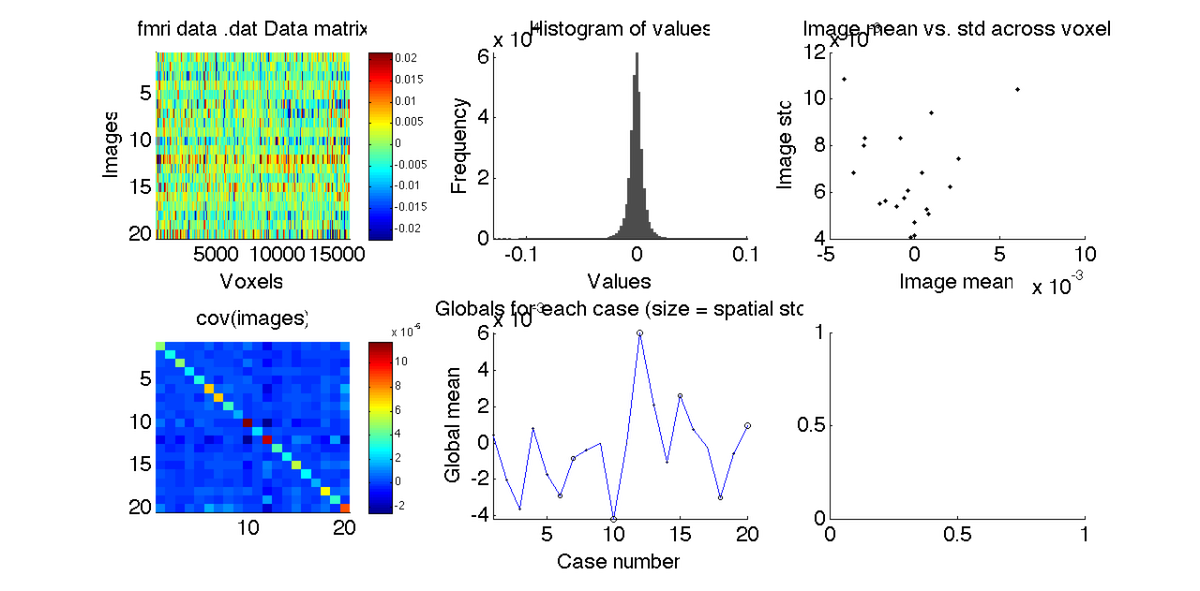 fmri data .dat Data matrix
Images
5
10
15
20
5000 10000 15000
Voxels
0.02
0.015
0.01
0.005
0
-0.005
-0.01
-0.015
-0.02
Histogram of values
x 10^4
Frequency
6
4
2
0
-0.1 0 0.1
Values
Image mean vs. std across voxel
x 10^-3
Image std
12
10
8
6
4
-5 0 5 10
Image mean x 10^-3
cov(images)
5
10
15
20
10 20
10
8
6
4
2
0
-2
Globals for each case (size = spatial std
x 10^-3
Global mean
6
4
2
0
-2
-4
5 10 15 20
Case number
1
0.5
0
0 0.5 1